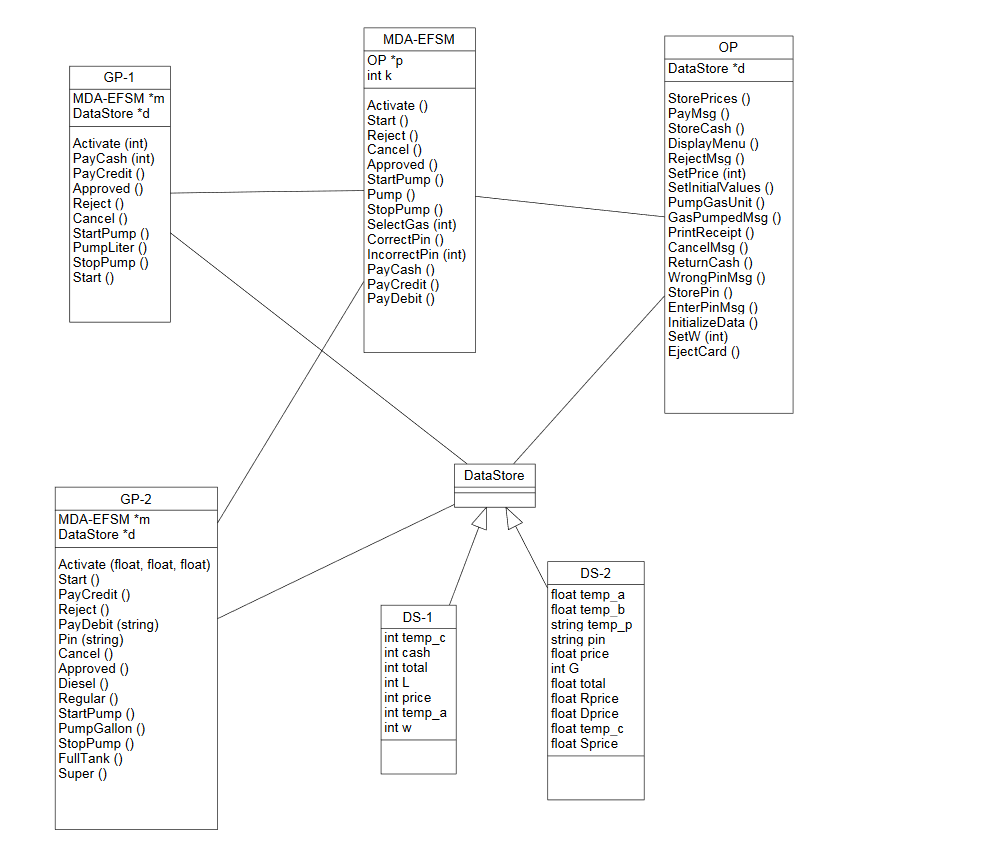 GP-1
MDA-EFSM *m
DataStore *d
Activate (int)
PayCash (int)
PayCredit ()
Approved ()
Reject ()
Cancel ()
StartPump ()
PumpLiter ()
StopPump ()
Start ()
MDA-EFSM
OP *p
int k
Activate ()
Start ()
Reject ()
Cancel ()
Approved ()
StartPump ()
Pump ()
StopPump ()
SelectGas (int)
CorrectPin ()
IncorrectPin (int)
PayCash ()
PayCredit ()
PayDebit ()
OP
DataStore *d
StorePrices ()
PayMsg ()
StoreCash ()
DisplayMenu ()
RejectMsg ()
SetPrice (int)
SetInitialValues ()
PumpGasUnit ()
GasPumpedMsg ()
PrintReceipt ()
CancelMsg ()
ReturnCash ()
WrongPinMsg ()
StorePin ()
EnterPinMsg ()
InitializeData ()
SetW (int)
EjectCard ()
DataStore
GP-2
MDA-EFSM *m
DataStore *d
Activate (float, float, float)
Start ()
PayCredit ()
Reject ()
PayDebit (string)
Pin (string)
Cancel ()
Approved ()
Diesel ()
Regular ()
StartPump ()
PumpGallon ()
StopPump ()
FullTank ()
Super ()
DS-1
int temp_c
int cash
int total
int L
int price
int temp_a
int w
DS-2
float temp_a
float temp_b
string temp_p
string pin
float price
int G
float total
float Rprice
float Dprice
float temp_c
float Sprice